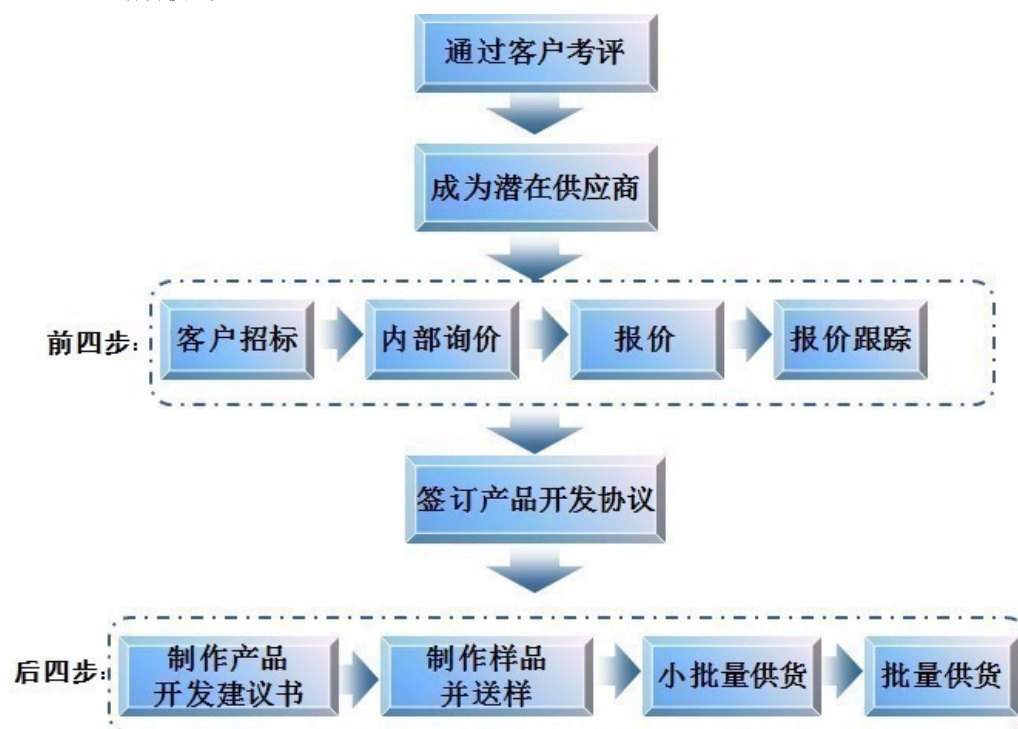 通过客户考评
成为潜在供应商
前四步:
客户招标
内部询价
报价
报价跟踪
签订产品开发协议
后四步:
制作产品
开发建议书
制作样品
并送样
小批量供货
批量供货